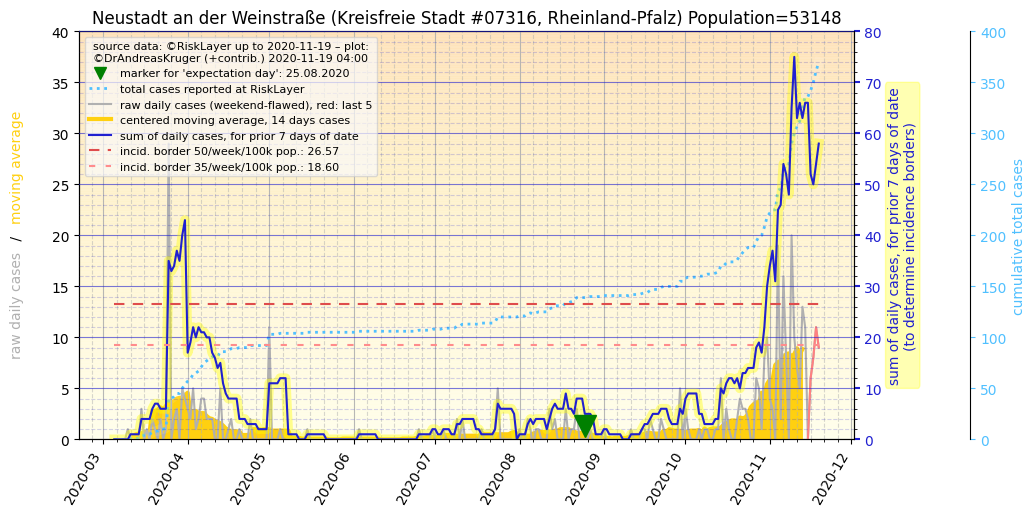 Neustadt an der Weinstraße (Kreisfreie Stadt #07316, Rheinland-Pfalz) Population=53148
source data: ©RiskLayer up to 2020-11-19 – plot:
©DrAndreasKruger (+contrib.) 2020-11-19 04:00
marker for 'expectation day': 25.08.2020
total cases reported at RiskLayer
raw daily cases (weekend-flawed), red: last 5
centered moving average, 14 days cases
sum of daily cases, for prior 7 days of date
incid. border 50/week/100k pop.: 26.57
incid. border 35/week/100k pop.: 18.60
raw daily cases / moving average
40
35
30
25
20
15
10
5
0
80
70
60
50
40
30
20
10
0
sum of daily cases, for prior 7 days of date
(to determine incidence borders)
400
350
300
250
200
150
100
50
0
cumulative total cases
2020-03
2020-04
2020-05
2020-06
2020-07
2020-08
2020-09
2020-10
2020-11
2020-12